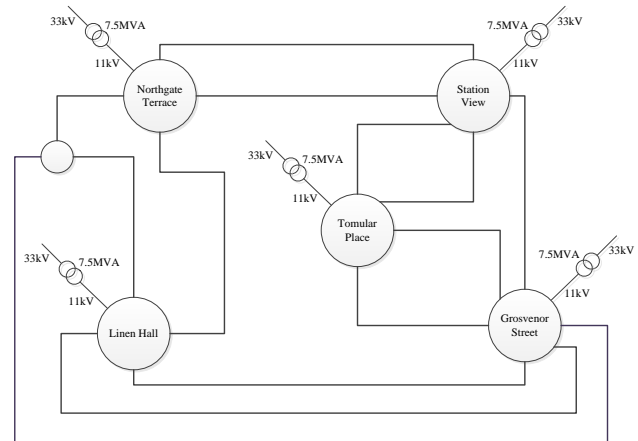 33kV
7.5MVA
11kV
Northgate
Terrace
7.5MVA
33kV
11kV
Station
View
33kV
7.5MVA
11kV
Tomular
Place
33kV
7.5MVA
11kV
Linen Hall
7.5MVA
33kV
11kV
Grosvenor
Street